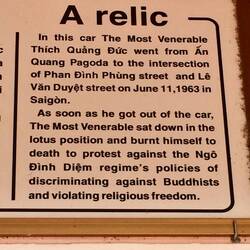 A relic
In this car The Most Venerable
Thích Quảng Đức went from Ấn
Quang Pagoda to the intersection
of Phan Đình Phùng street and Lê
Văn Duyệt street on June 11,1963 in
Saigòn.
As soon as he got out of the car,
The Most Venerable sat down in the
lotus position and burnt himself to
death to protest against the Ngô
Đình Diệm regime's policies of
discriminating against Buddhists
and violating religious freedom.